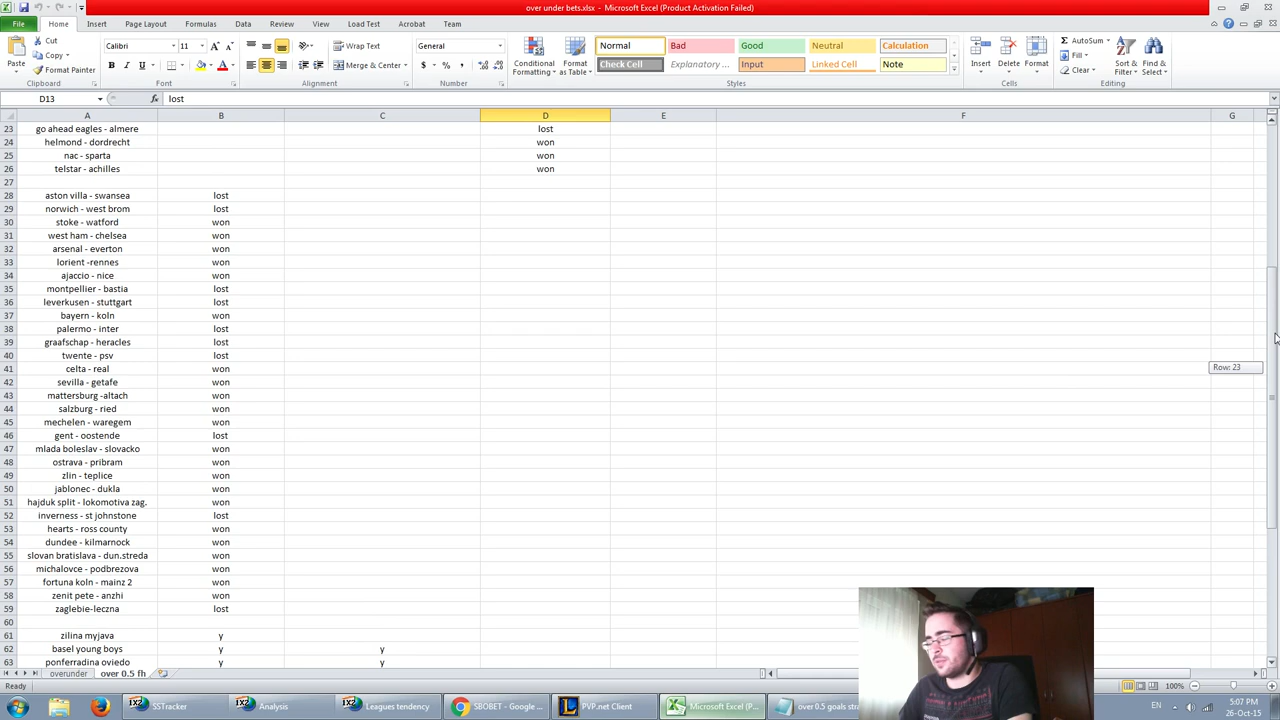 over under bets.xlsx - Microsoft Excel (Product Activation Failed)
File Home Insert Page Layout Formulas Data Review View Load Test Acrobat Team
Cut
Copy
Format Painter
Paste
Clipboard
Calibri 11
B I U
Font
Wrap Text
Merge & Center
Alignment
General
$ % ,
Number
Conditional Formatting
Format as Table
Normal Bad Good Neutral Calculation
Check Cell Explanatory ... Input Linked Cell Note
Styles
Insert Delete Format
Cells
AutoSum
Fill
Clear
Sort & Filter
Find & Select
Editing
D13 fx lost
A B C D E F G
23 go ahead eagles - almere lost
24 helmond - dordrecht won
25 nac - sparta won
26 telstar - achilles won
27
28 aston villa - swansea lost
29 norwich - west brom lost
30 stoke - watford won
31 west ham - chelsea won
32 arsenal - everton won
33 lorient -rennes won
34 ajaccio - nice won
35 montpellier - bastia lost
36 leverkusen - stuttgart lost
37 bayern - koln won
38 palermo - inter lost
39 graafschap - heracles lost
40 twente - psv lost
41 celta - real won
42 sevilla - getafe won
43 mattersburg -altach won
44 salzburg - ried won
45 mechelen - waregem won
46 gent - oostende lost
47 mlada boleslav - slovacko won
48 ostrava - pribram won
49 zlin - teplice won
50 jablonec - dukla won
51 hajduk split - lokomotiva zag. won
52 inverness - st johnstone lost
53 hearts - ross county won
54 dundee - kilmarnock won
55 slovan bratislava - dun.streda won
56 michalovce - podbrezova won
57 fortuna koln - mainz 2 won
58 zenit pete - anzhi won
59 zaglebie-leczna lost
60
61 zilina myjava y
62 basel young boys y y
63 ponferradina oviedo y y
Row: 23
overunder over 0.5 fh
Ready 100%
SSTracker Analysis Leagues tendency SBOBET - Google ... PVP.net Client Microsoft Excel (P... over 0.5 goals stra...
EN 5:07 PM
26-Oct-15